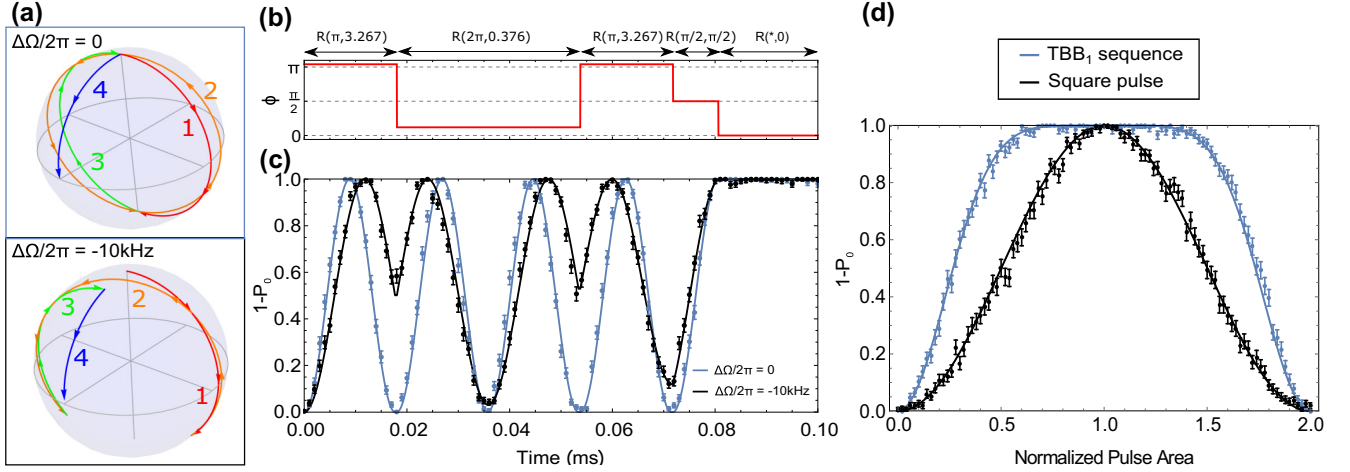 (a)
ΔΩ/2π = 0
1
2
3
4
ΔΩ/2π = -10kHz
1
2
3
4
(b)
R(π,3.267) R(2π,0.376) R(π,3.267) R(π/2,π/2) R(*,0)
ϕ
π
π/2
0
(c)
1-P₀
1.0
0.8
0.6
0.4
0.2
0.0
ΔΩ/2π = 0
ΔΩ/2π = -10kHz
0.00 0.02 0.04 0.06 0.08 0.10
Time (ms)
(d)
TBB₁ sequence
Square pulse
1-P₀
1.0
0.8
0.6
0.4
0.2
0.0
0.0 0.5 1.0 1.5 2.0
Normalized Pulse Area